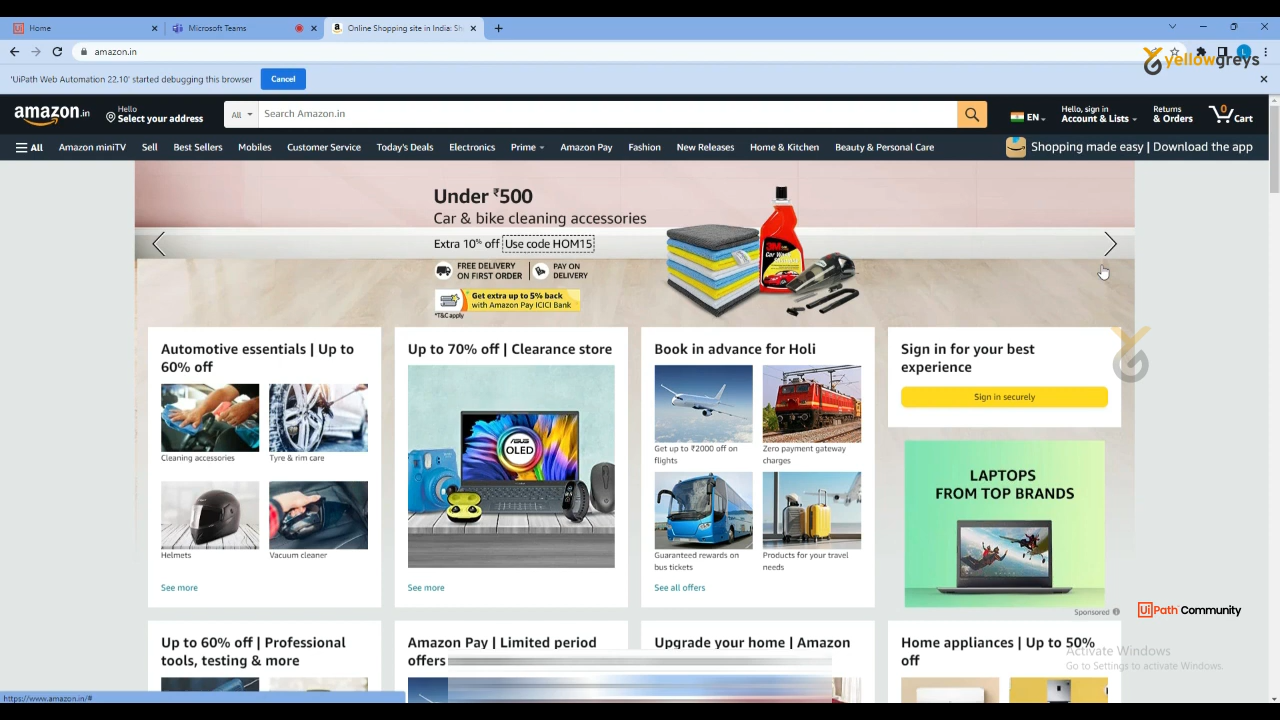 Home
Microsoft Teams
Online Shopping site in India: Sh
amazon.in
yellowgreys
'UiPath Web Automation 22.10' started debugging this browser
Cancel
amazon.in
Hello
Select your address
All
Search Amazon.in
EN
Hello, sign in
Account & Lists
Returns
& Orders
0
Cart
All
Amazon miniTV
Sell
Best Sellers
Mobiles
Customer Service
Today's Deals
Electronics
Prime
Amazon Pay
Fashion
New Releases
Home & Kitchen
Beauty & Personal Care
Shopping made easy | Download the app
Under ₹500
Car & bike cleaning accessories
Extra 10% off Use code HOM15
FREE DELIVERY
ON FIRST ORDER
PAY ON
DELIVERY
Get extra up to 5% back
with Amazon Pay ICICI Bank
*T&C apply
3M
Automotive essentials | Up to
60% off
Cleaning accessories
Tyre & rim care
Helmets
Vacuum cleaner
See more
Up to 70% off | Clearance store
ASUS
OLED
See more
Book in advance for Holi
Get up to ₹2000 off on
flights
Zero payment gateway
charges
Guaranteed rewards on
bus tickets
Products for your travel
needs
See all offers
Sign in for your best
experience
Sign in securely
LAPTOPS
FROM TOP BRANDS
Sponsored
UiPath Community
Up to 60% off | Professional
tools, testing & more
Amazon Pay | Limited period
offers
Upgrade your home | Amazon
Home appliances | Up to 50%
off
Activate Windows
Go to Settings to activate Windows.
https://www.amazon.in/#